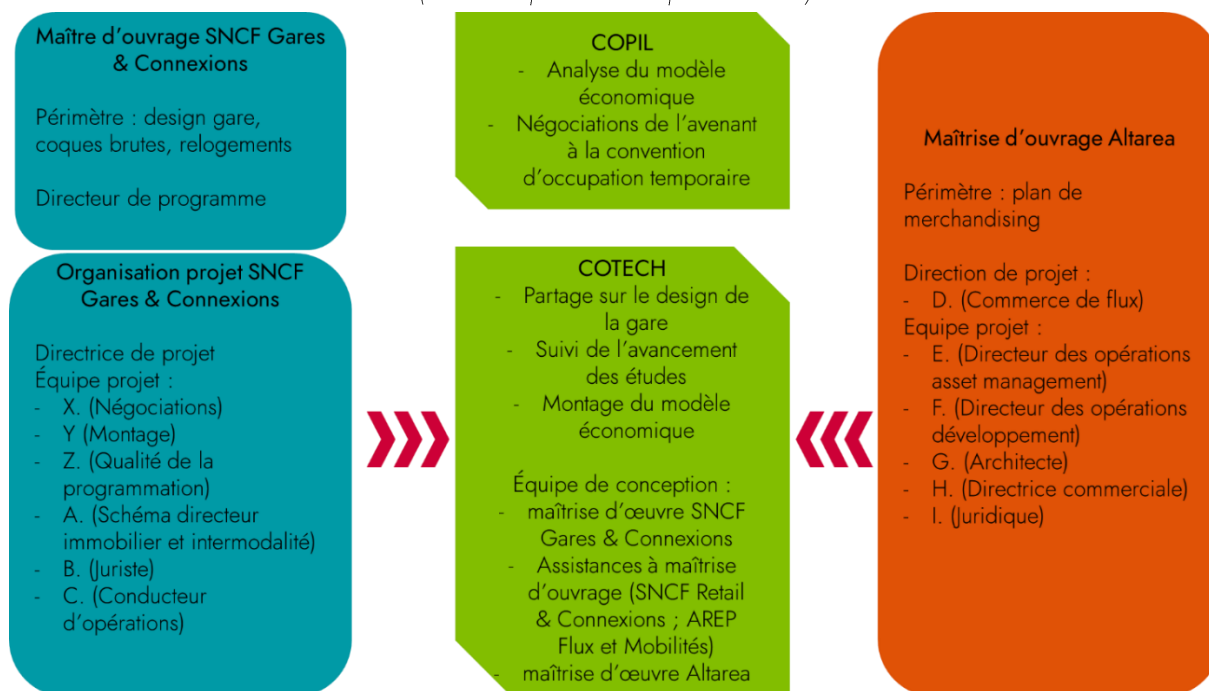 Maître d'ouvrage SNCF Gares
& Connexions
Périmètre : design gare,
coques brutes, relogements
Directeur de programme
Organisation projet SNCF
Gares & Connexions
Directrice de projet
Équipe projet :
- X. (Négociations)
- Y (Montage)
- Z. (Qualité de la
programmation)
- A. (Schéma directeur
immobilier et intermodalité)
- B. (Juriste)
- C. (Conducteur
d'opérations)
COPIL
- Analyse du modèle
économique
- Négociations de l'avenant
à la convention
d'occupation temporaire
COTECH
- Partage sur le design de
la gare
- Suivi de l'avancement
des études
- Montage du modèle
économique
Équipe de conception :
- maîtrise d'œuvre SNCF
Gares & Connexions
- Assistances à maîtrise
d'ouvrage (SNCF Retail
& Connexions ; AREP
Flux et Mobilités)
- maîtrise d'œuvre Altarea
Maîtrise d'ouvrage Altarea
Périmètre : plan de
merchandising
Direction de projet :
- D. (Commerce de flux)
Equipe projet :
- E. (Directeur des opérations
asset management)
- F. (Directeur des opérations
développement)
- G. (Architecte)
- H. (Directrice commerciale)
- I. (Juridique)